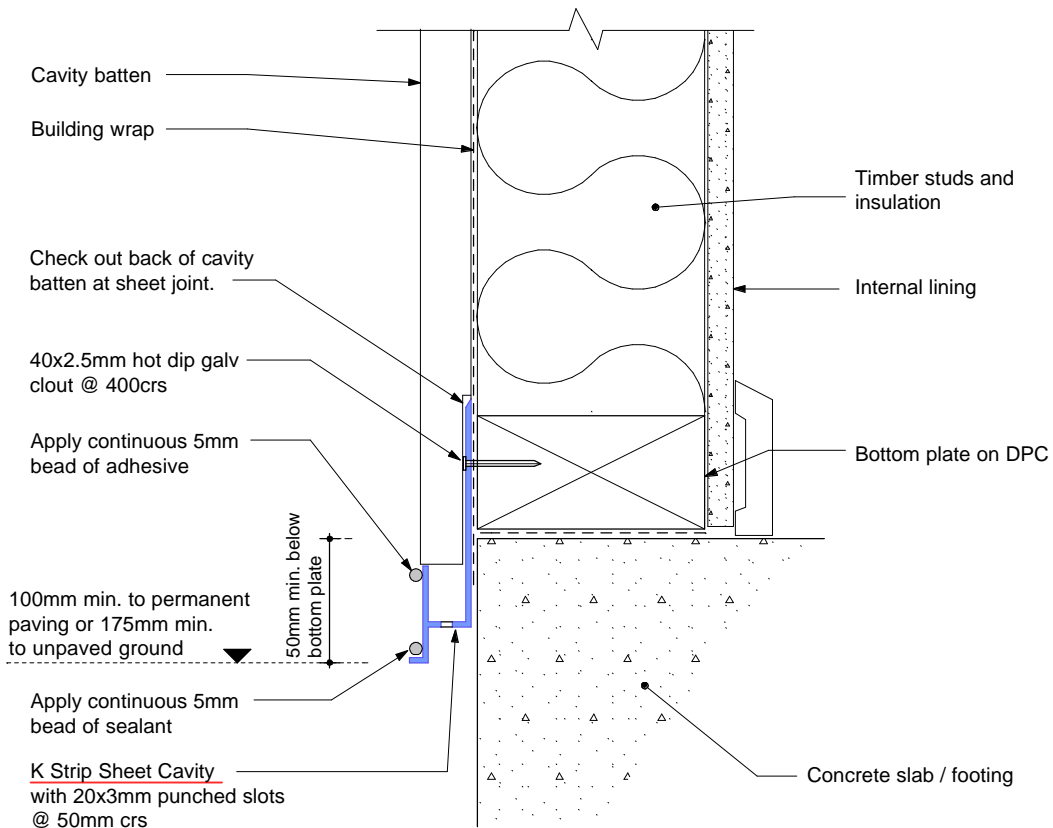 Cavity batten
Building wrap
Check out back of cavity
batten at sheet joint.
40x2.5mm hot dip galv
clout @ 400crs
Apply continuous 5mm
bead of adhesive
50mm min. below
bottom plate
100mm min. to permanent
paving or 175mm min.
to unpaved ground
Apply continuous 5mm
bead of sealant
K Strip Sheet Cavity
with 20x3mm punched slots
@ 50mm crs
Timber studs and
insulation
Internal lining
Bottom plate on DPC
Concrete slab / footing